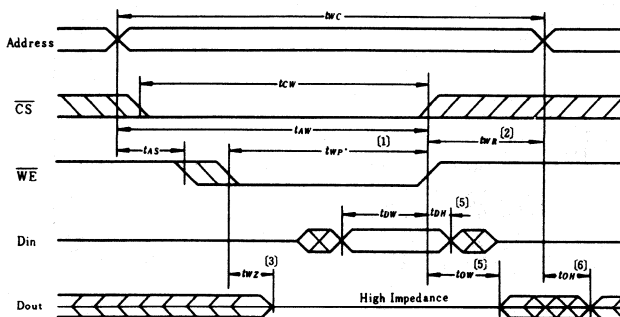 tWC
Address
tCW
CS
tAW
tAS
tWP
(1)
tWR
(2)
WE
tDW
tDH
(5)
Din
tWZ
(3)
tOW
(5)
tOH
(6)
High Impedance
Dout